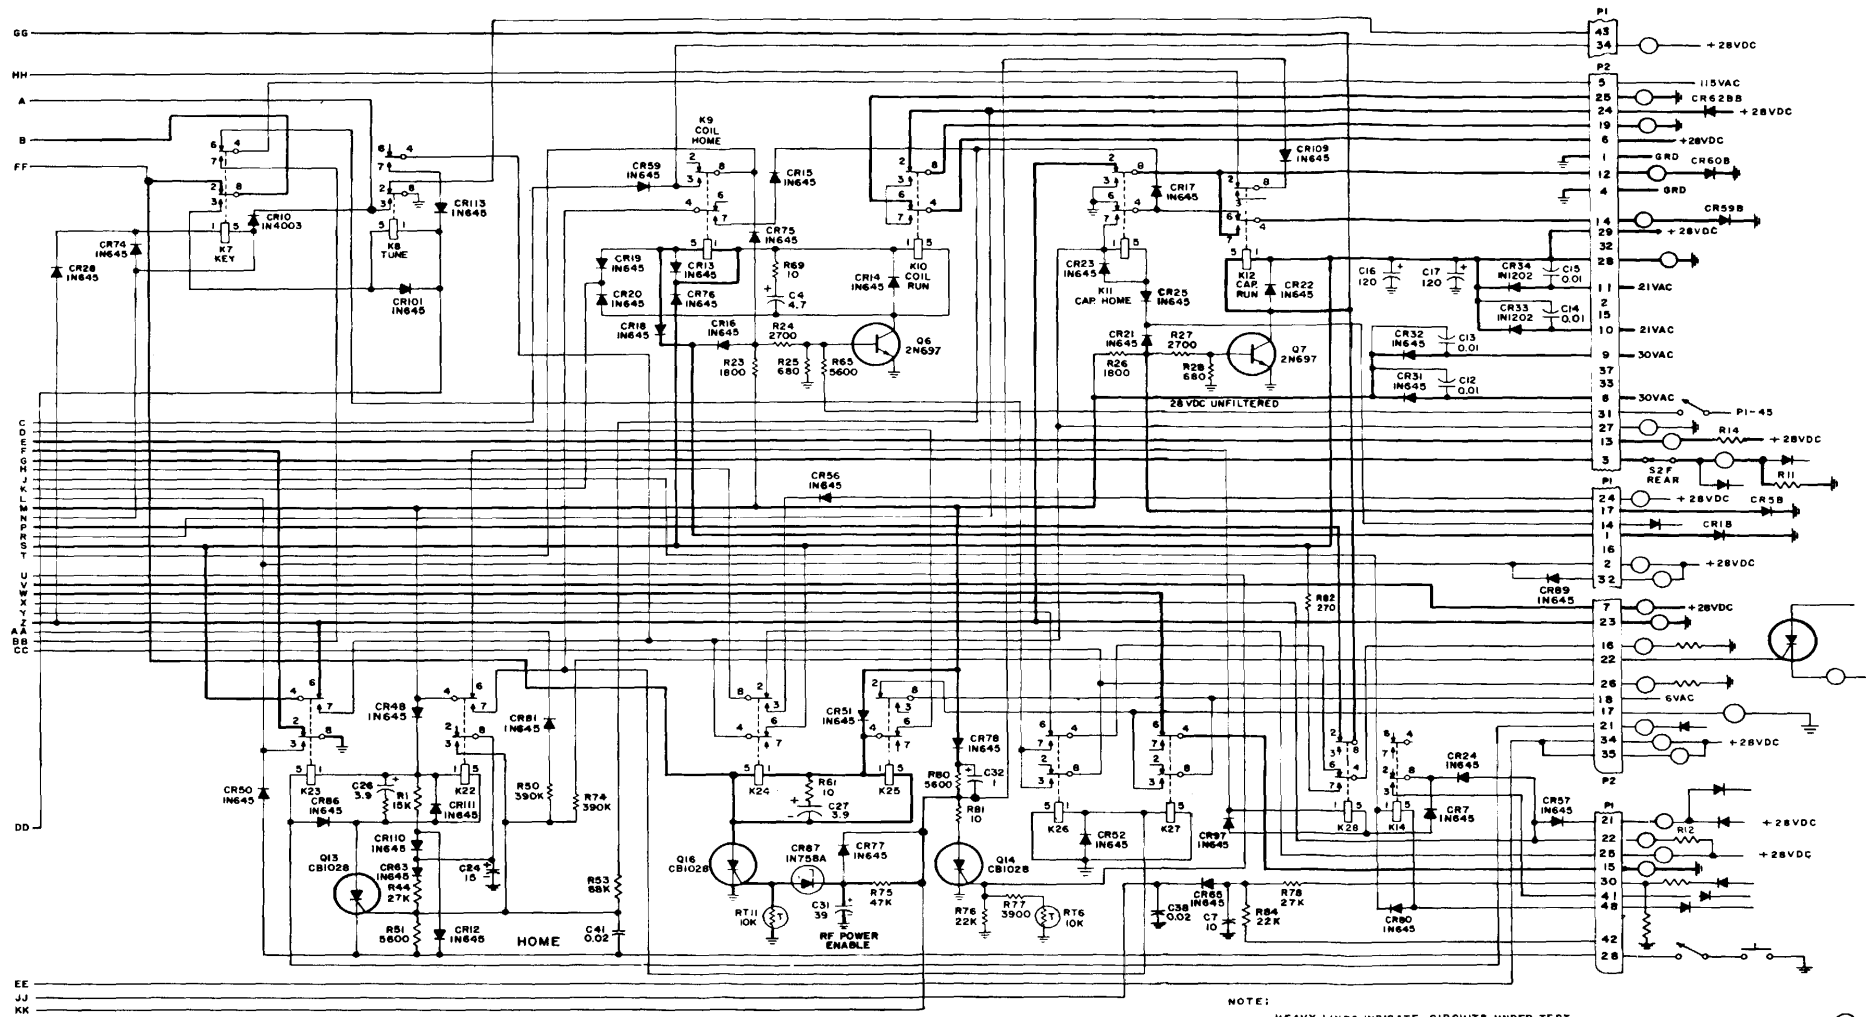 P1
GG
43
34
+28VDC
HH
P2
5
115VAC
A
25
CR62BB
24
+28VDC
K9
COIL
HOME
19
B
6
+28VDC
CR109
1N645
1
GRD
CR60B
FF
CR59
1N645
CR15
1N645
CR17
1N645
12
4
GRD
CR113
1N645
CR10
1N4003
CR59B
14
29
+28VDC
CR75
1N645
CR74
1N645
K7
KEY
K8
TUNE
32
28
CR28
1N645
CR19
1N645
CR13
1N645
R69
10
CR14
1N645
K10
COIL
RUN
CR23
1N645
K11
CAP. HOME
K12
CAP.
RUN
CR22
1N645
C16
120
C17
120
CR34
1N1202
C15
0.01
11
21VAC
CR101
1N645
CR20
1N645
CR76
1N645
C4
4.7
CR25
1N645
2
15
CR33
1N1202
C14
0.01
10
21VAC
CR18
1N645
CR16
1N645
R24
2700
Q6
2N697
CR21
1N645
R27
2700
Q7
2N697
CR32
1N645
C13
0.01
9
30VAC
R23
1800
R25
680
R65
5600
R26
1800
R28
680
37
33
CR31
1N645
C12
0.01
28 VDC UNFILTERED
8
30VAC
31
P1-45
C
27
R14
D
E
13
+28VDC
F
G
3
S2F
REAR
R11
H
J
CR56
1N645
P1
K
L
24
+28VDC
CR5B
M
17
N
14
CR1B
P
1
R
S
16
T
2
+28VDC
32
U
CR89
1N645
V
W
R82
270
7
+28VDC
X
Y
23
Z
AA
16
BB
CC
22
26
18
6VAC
17
CR48
1N645
CR81
1N645
CR51
1N645
21
34
+28VDC
35
CR78
1N645
P2
CR50
1N645
K23
C26
3.9
R1
15K
K22
R50
390K
R74
390K
K24
R61
10
K25
R80
5600
C32
1
CR24
1N645
CR86
1N645
CR111
1N645
C27
3.9
R81
10
K26
CR52
1N645
K27
CR97
1N645
K28
K14
CR7
1N645
CR57
1N645
P1
21
+28VDC
DD
CR110
1N645
22
R12
25
+28VDC
Q13
CB1028
CR63
1N645
C24
15
Q16
CB1028
CR87
1N758A
CR77
1N645
Q14
CB1028
15
R44
27K
R53
68K
R75
47K
CR66
1N645
R78
27K
30
41
48
RT11
10K
C31
39
R76
22K
R77
3900
RT6
10K
C38
0.02
C7
10
R84
22K
CR80
1N645
R51
5600
CR12
1N645
HOME
C41
0.02
RF POWER
ENABLE
42
28
EE
JJ
KK
NOTE:
HEAVY LINES INDICATE CIRCUITS UNDER TEST